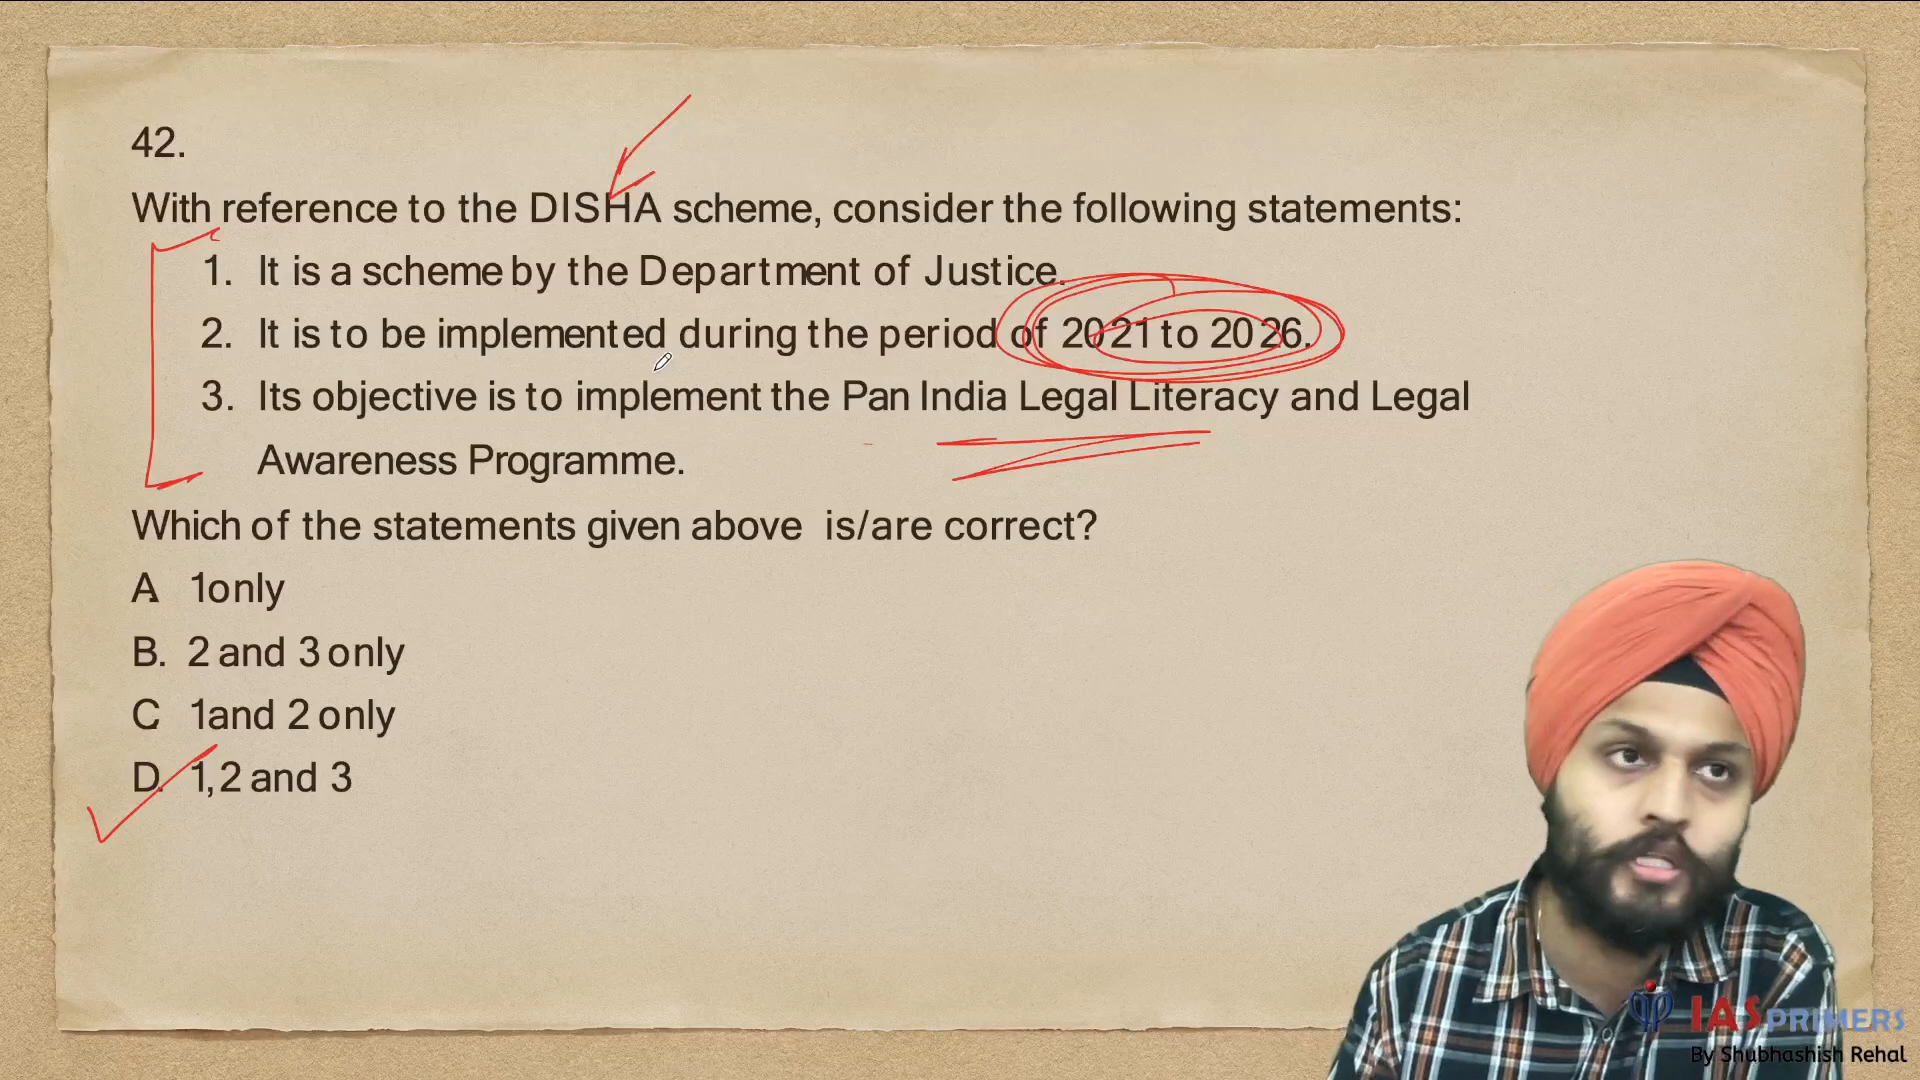 42.
With reference to the DISHA scheme, consider the following statements:
1. It is a scheme by the Department of Justice.
2. It is to be implemented during the period of 2021 to 2026.
3. Its objective is to implement the Pan India Legal Literacy and Legal
Awareness Programme.
Which of the statements given above is/are correct?
A 1only
B. 2 and 3 only
C 1and 2 only
D. 1,2 and 3
IAS PRIMERS
By Shubhashish Rehal